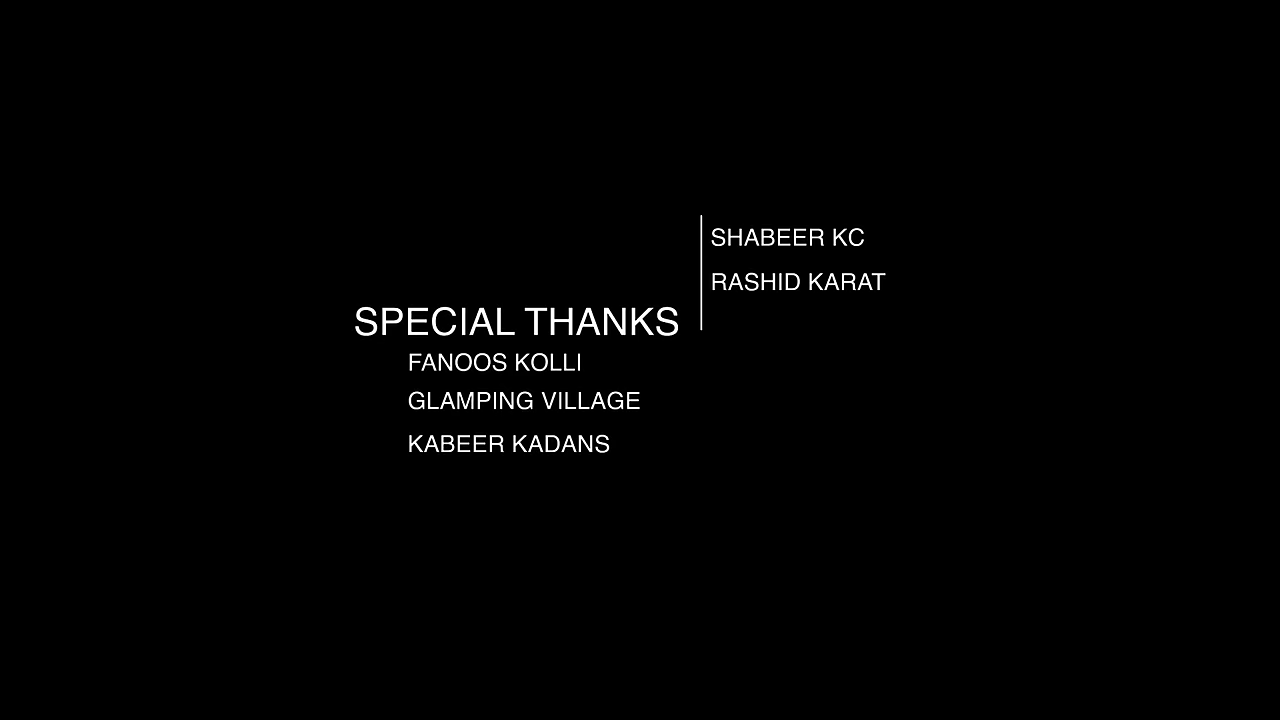 SHABEER KC
RASHID KARAT
SPECIAL THANKS
FANOOS KOLLI
GLAMPING VILLAGE
KABEER KADANS